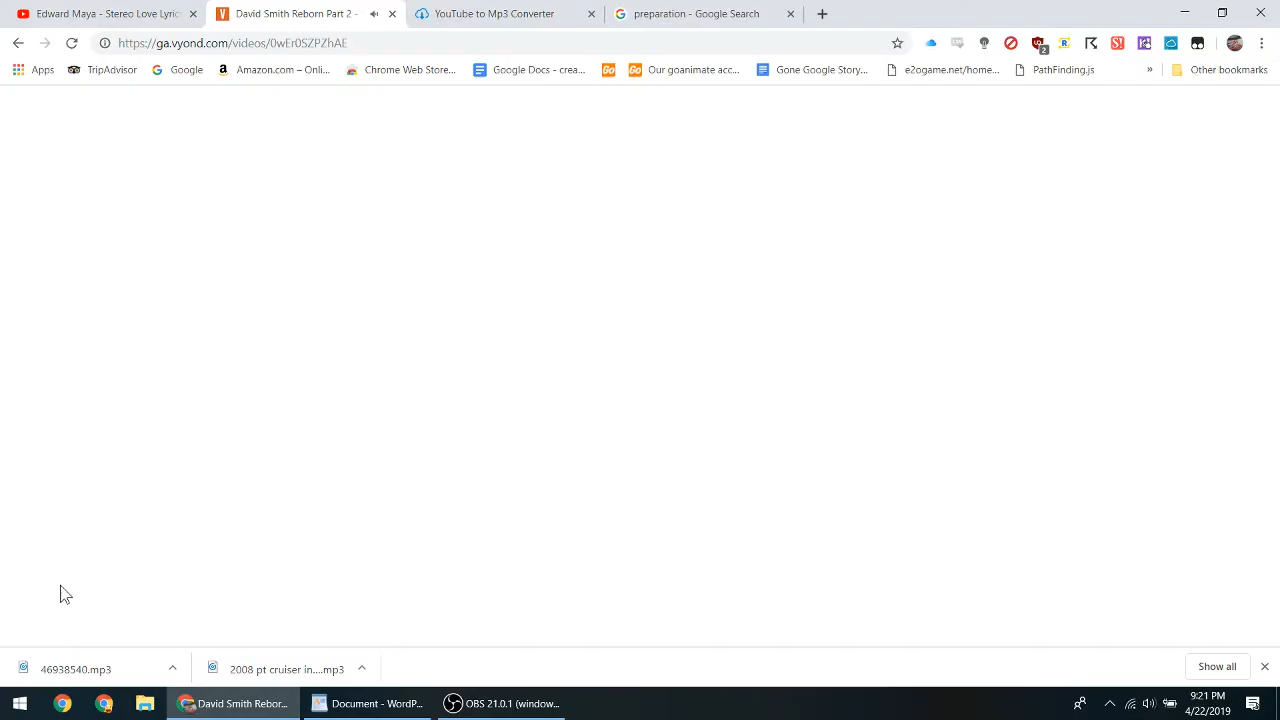 Edward Maya - Stereo Love Lyric
David Smith Reborn Part 2 -
YouTube to Mp3 Converter
preparation - Google Search
https://ga.vyond.com/videos/0wEr0SZPZhAE
2
Apps
TripAdvisor
Google
Amazon.com – Onli...
Chrome Web Store...
Google Docs - crea...
Go
Go
Our goanimate acc...
Gone Google Story...
e2ogame.net/home...
PathFinding.js
»
Other bookmarks
46938540.mp3
2008 pt cruiser in....mp3
Show all
David Smith Rebor...
Document - WordP...
OBS 21.0.1 (window...
9:21 PM
4/22/2019